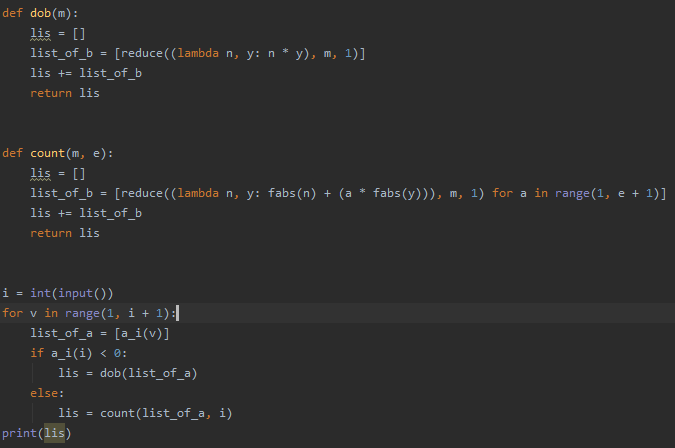 def dob(m):
    lis = []
    list_of_b = [reduce((lambda n, y: n * y), m, 1)]
    lis += list_of_b
    return lis
def count(m, e):
    lis = []
    list_of_b = [reduce((lambda n, y: fabs(n) + (a * fabs(y))), m, 1) for a in range(1, e + 1)]
    lis += list_of_b
    return lis
i = int(input())
for v in range(1, i + 1):
    list_of_a = [a_i(v)]
    if a_i(i) < 0:
        lis = dob(list_of_a)
    else:
        lis = count(list_of_a, i)
print(lis)